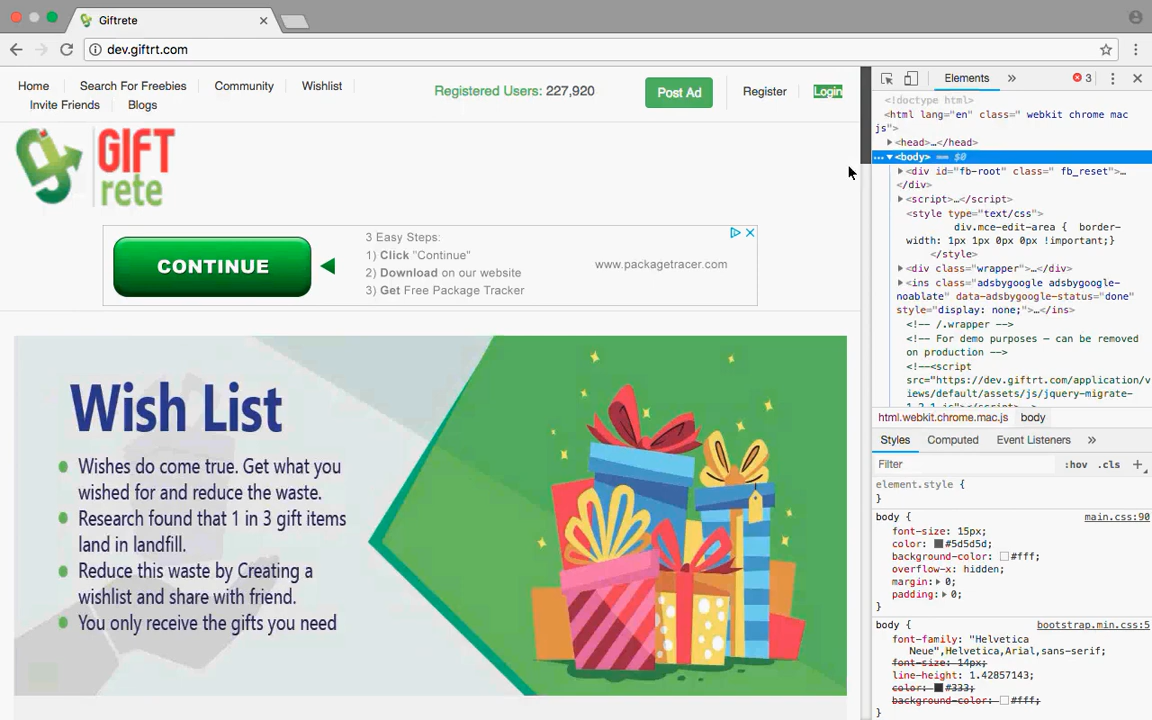 Giftrete
dev.giftrt.com
Home Search For Freebies Community Wishlist
Invite Friends Blogs
Registered Users: 227,920
Post Ad
Register
Login
GIFT
rete
CONTINUE
3 Easy Steps:
1) Click "Continue"
2) Download on our website
3) Get Free Package Tracker
www.packagetracer.com
Wish List
Wishes do come true. Get what you
wished for and reduce the waste.
Research found that 1 in 3 gift items
land in landfill.
Reduce this waste by Creating a
wishlist and share with friend.
You only receive the gifts you need
Elements » 3
<!doctype html>
<html lang="en" class=" webkit chrome mac
js">
<head>…</head>
… <body> == $0
<div id="fb-root" class=" fb_reset">…
</div>
<script>…</script>
<style type="text/css">
div.mce-edit-area { border-
width: 1px 1px 0px 0px !important;}
</style>
<div class="wrapper">…</div>
<ins class="adsbygoogle adsbygoogle-
noablate" data-adsbygoogle-status="done"
style="display: none;">…</ins>
<!-- /.wrapper -->
<!-- For demo purposes – can be removed
on production -->
<!--<script
src="https://dev.giftrt.com/application/v
iews/default/assets/js/jquery-migrate-
html.webkit.chrome.mac.js body
Styles Computed Event Listeners »
Filter :hov .cls +
element.style {
}
body { main.css:90
font-size: 15px;
color: #5d5d5d;
background-color: #fff;
overflow-x: hidden;
margin: 0;
padding: 0;
}
body { bootstrap.min.css:5
font-family: "Helvetica
Neue",Helvetica,Arial,sans-serif;
font-size: 14px;
line-height: 1.42857143;
color: #333;
background-color: #fff;
}